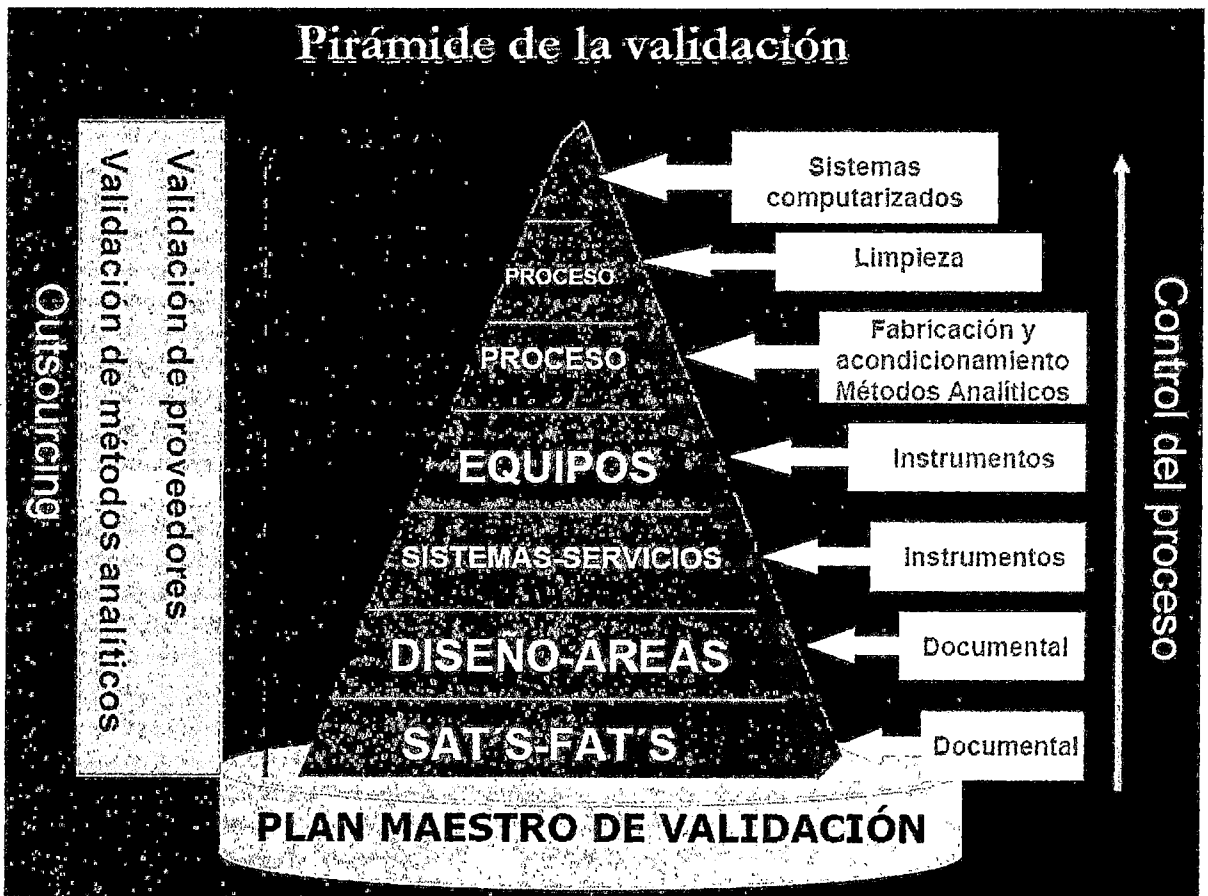 Pirámide de la validación
Validación de proveedores
Validación de métodos analíticos
Outsourcing
PROCESO
PROCESO
EQUIPOS
SISTEMAS-SERVICIOS
DISEÑO-ÁREAS
SAT´S-FAT´S
PLAN MAESTRO DE VALIDACIÓN
Sistemas
computarizados
Limpieza
Fabricación y
acondicionamiento
Métodos Analíticos
Instrumentos
Instrumentos
Documental
Documental
Control del proceso